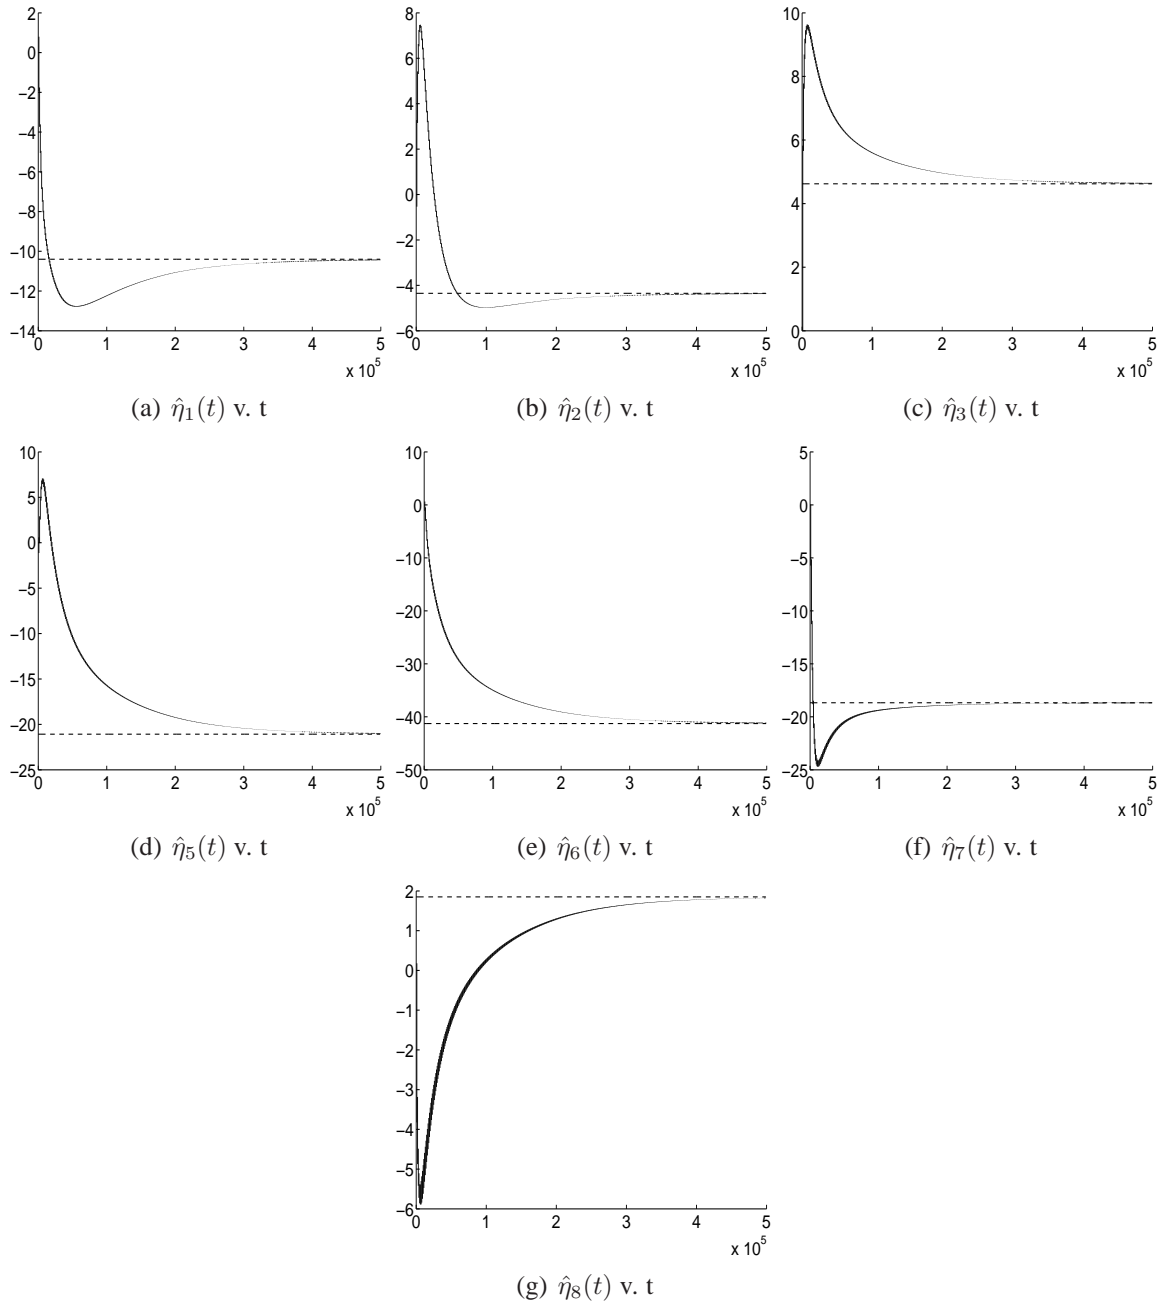 2
0
−2
−4
−6
−8
−10
−12
−14
0 1 2 3 4 5
x 10^5
(a) η̂₁(t) v. t
8
6
4
2
0
−2
−4
−6
0 1 2 3 4 5
x 10^5
(b) η̂₂(t) v. t
10
8
6
4
2
0
0 1 2 3 4 5
x 10^5
(c) η̂₃(t) v. t
10
5
0
−5
−10
−15
−20
−25
0 1 2 3 4 5
x 10^5
(d) η̂₅(t) v. t
10
0
−10
−20
−30
−40
−50
0 1 2 3 4 5
x 10^5
(e) η̂₆(t) v. t
5
0
−5
−10
−15
−20
−25
0 1 2 3 4 5
x 10^5
(f) η̂₇(t) v. t
2
1
0
−1
−2
−3
−4
−5
−6
0 1 2 3 4 5
x 10^5
(g) η̂₈(t) v. t